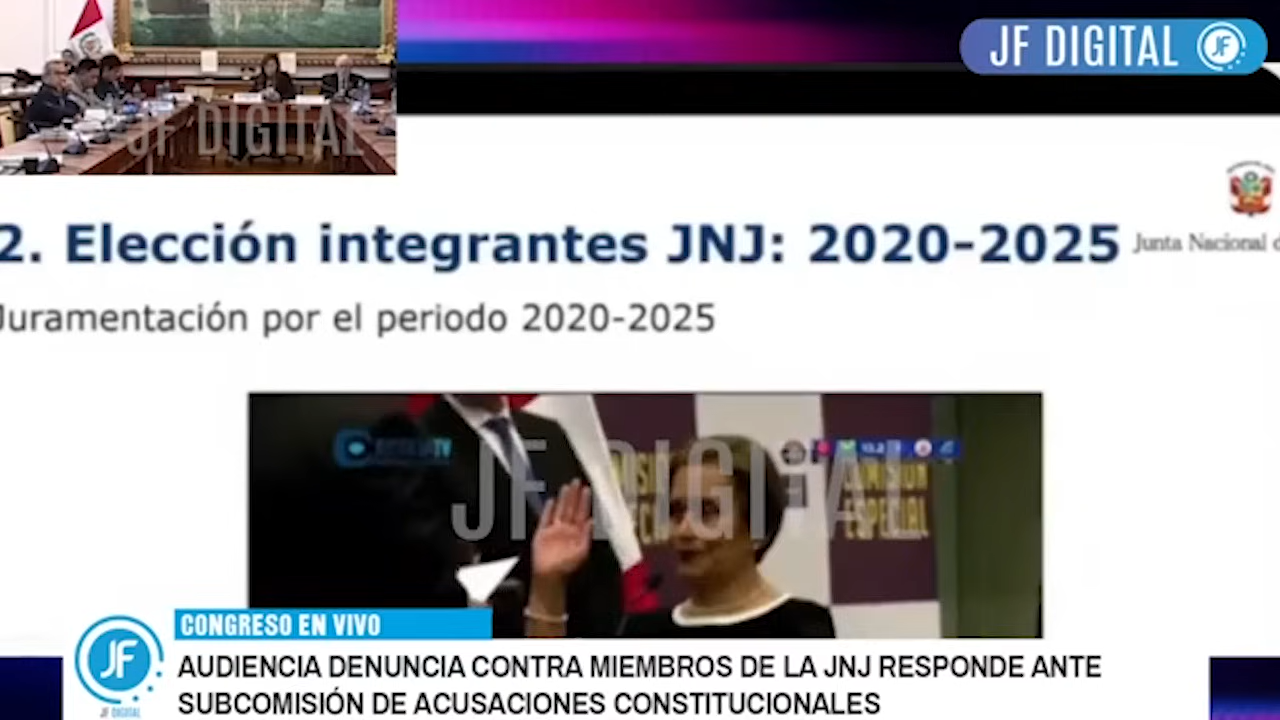 JF DIGITAL
JF
JF DIGITAL
2. Elección integrantes JNJ: 2020-2025
Junta Nacional d
Juramentación por el periodo 2020-2025
JF DIGITAL
ESPECIAL
CONGRESO EN VIVO
JF
JF DIGITAL
AUDIENCIA DENUNCIA CONTRA MIEMBROS DE LA JNJ RESPONDE ANTE
SUBCOMISIÓN DE ACUSACIONES CONSTITUCIONALES